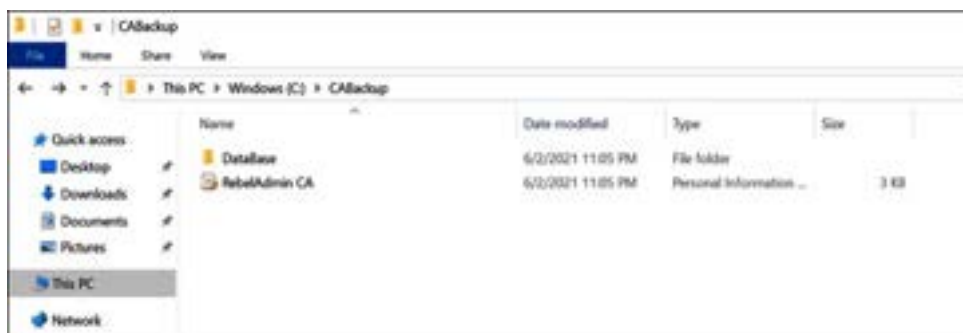 CABackup
File Home Share View
This PC Windows (C:) CABackup
Name Date modified Type Size
Quick access
DataBase 6/2/2021 11:05 PM File folder
Desktop
RebelAdmin CA 6/2/2021 11:05 PM Personal Information ... 3 KB
Downloads
Documents
Pictures
This PC
Network